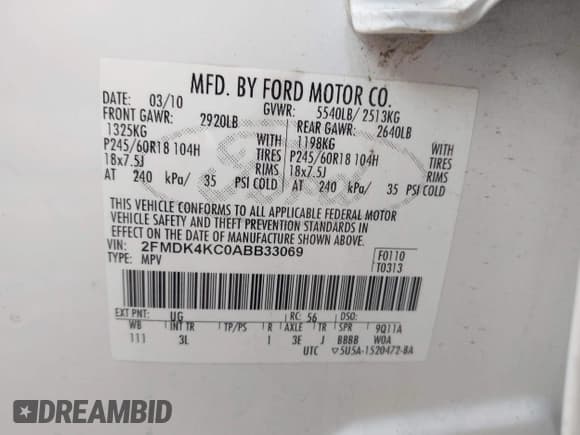 MFD. BY FORD MOTOR CO.
DATE: 03/10 GVWR: 5540LB/ 2513KG
FRONT GAWR: 2920LB REAR GAWR: 2640LB
1325KG WITH 1198KG WITH
P245/60R18 104H TIRES P245/60R18 104H TIRES
18x7.5J RIMS 18x7.5J RIMS
AT 240 kPa/ 35 PSI COLD AT 240 kPa/ 35 PSI COLD
THIS VEHICLE CONFORMS TO ALL APPLICABLE FEDERAL MOTOR
VEHICLE SAFETY AND THEFT PREVENTION STANDARDS IN
EFFECT ON THE DATE OF MANUFACTURE SHOWN ABOVE.
VIN: 2FMDK4KC0ABB33069 F0110
TYPE: MPV T0313
EXT PNT: UG RC: 56 DSO:
WB INT TR TP/PS R AXLE TR SPR 9Q11A
111 3L I 3E J BBBB WOA
UTC ▽5U5A-1520472-BA
Ford
DREAMBID